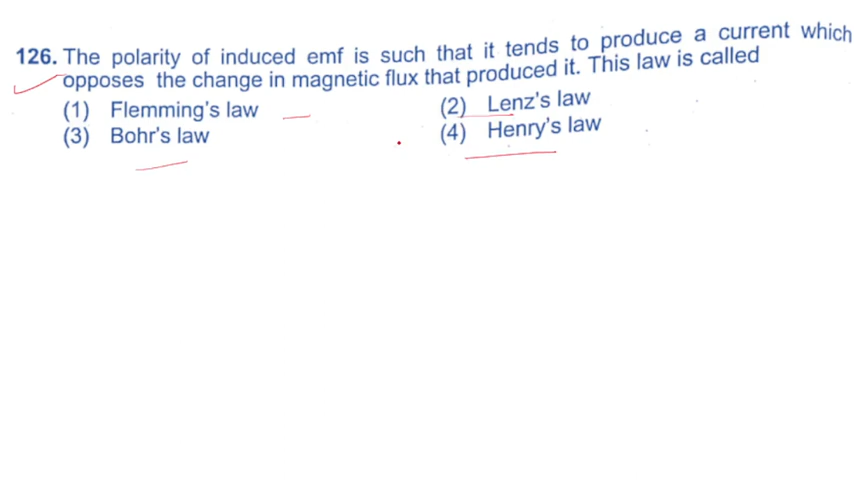 126. The polarity of induced emf is such that it tends to produce a current which
opposes the change in magnetic flux that produced it. This law is called
(1) Flemming's law (2) Lenz's law
(3) Bohr's law (4) Henry's law